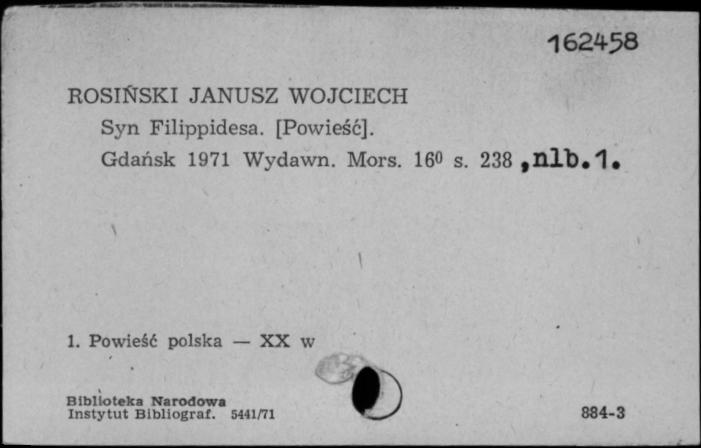 162458
ROSIŃSKI JANUSZ WOJCIECH
Syn Filippidesa. [Powieść].
Gdańsk 1971 Wydawn. Mors. 16⁰ s. 238 ,nlb.1.
1. Powieść polska — XX w
Biblioteka Narodowa
Instytut Bibliograf. 5441/71
884-3